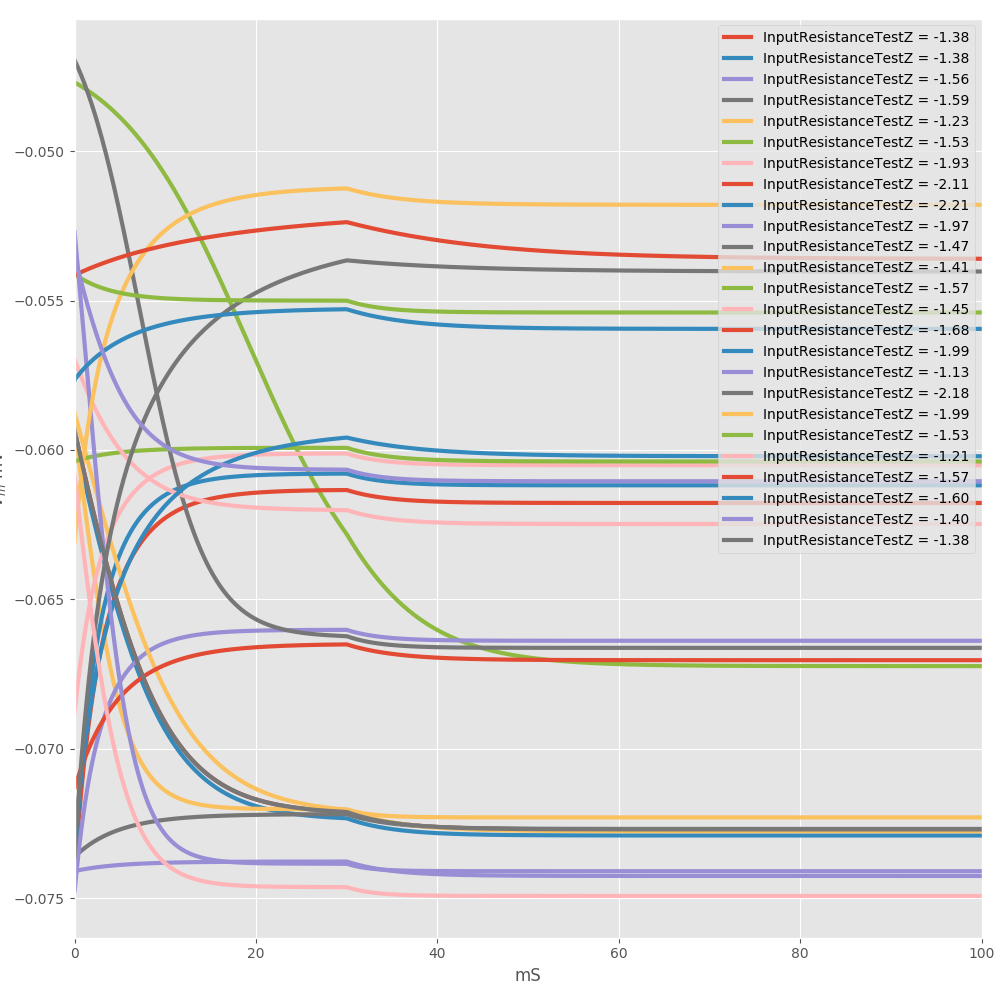 InputResistanceTestZ = -1.38
InputResistanceTestZ = -1.38
InputResistanceTestZ = -1.56
InputResistanceTestZ = -1.59
InputResistanceTestZ = -1.23
InputResistanceTestZ = -1.53
InputResistanceTestZ = -1.93
InputResistanceTestZ = -2.11
InputResistanceTestZ = -2.21
InputResistanceTestZ = -1.97
InputResistanceTestZ = -1.47
InputResistanceTestZ = -1.41
InputResistanceTestZ = -1.57
InputResistanceTestZ = -1.45
InputResistanceTestZ = -1.68
InputResistanceTestZ = -1.99
InputResistanceTestZ = -1.13
InputResistanceTestZ = -2.18
InputResistanceTestZ = -1.99
InputResistanceTestZ = -1.53
InputResistanceTestZ = -1.21
InputResistanceTestZ = -1.57
InputResistanceTestZ = -1.60
InputResistanceTestZ = -1.40
InputResistanceTestZ = -1.38
−0.050
−0.055
−0.060
−0.065
−0.070
−0.075
0 20 40 60 80 100
mS